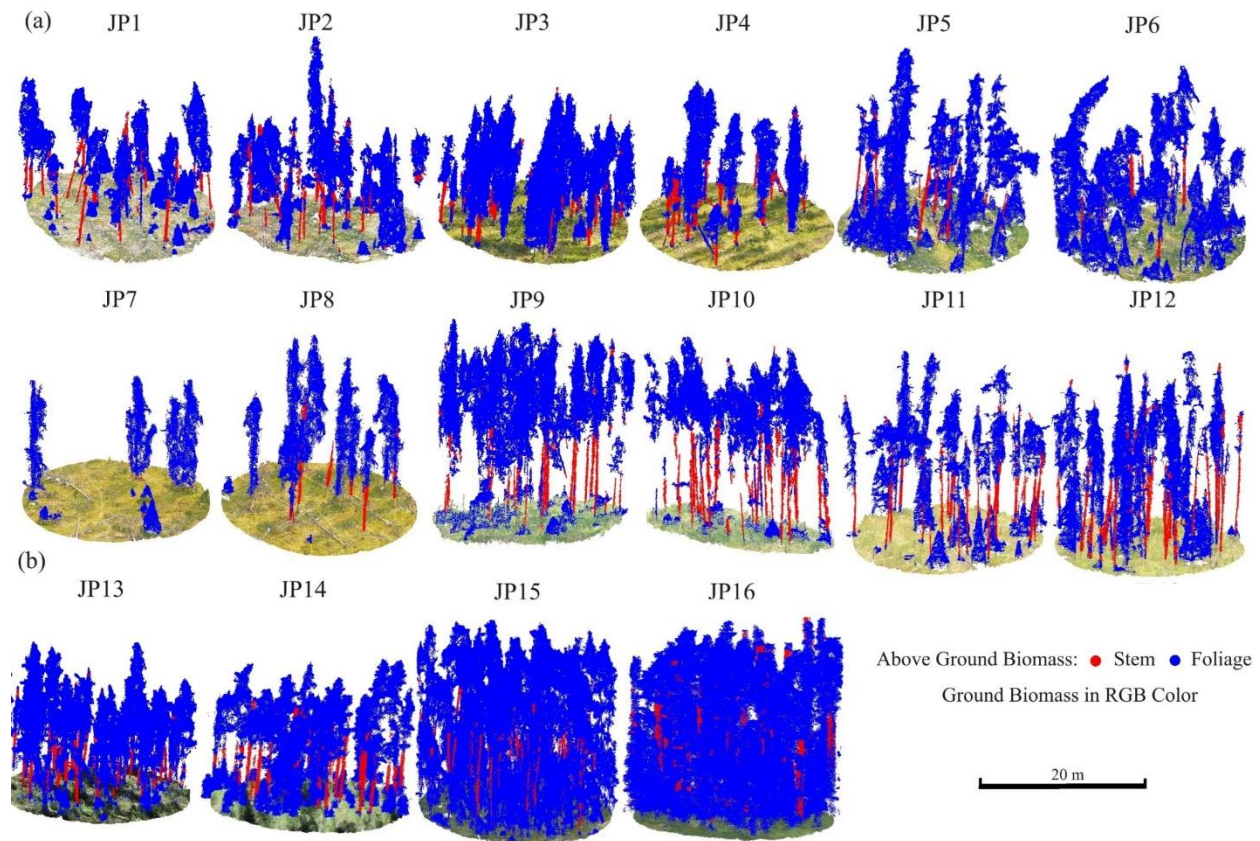 (a)
JP1
JP2
JP3
JP4
JP5
JP6
JP7
JP8
JP9
JP10
JP11
JP12
(b)
JP13
JP14
JP15
JP16
Above Ground Biomass: Stem Foliage
Ground Biomass in RGB Color
20 m